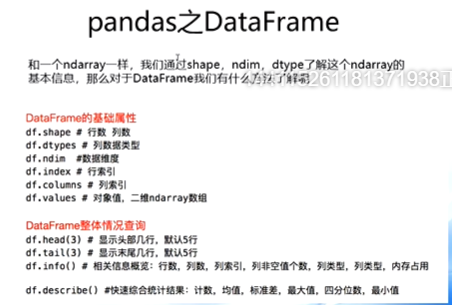 pandas之DataFrame
和一个ndarray一样，我们通过shape，ndim，dtype了解这个ndarray的
基本信息，那么对于DataFrame我们有什么方法了解呢
DataFrame的基础属性
df.shape # 行数 列数
df.dtypes # 列数据类型
df.ndim #数据维度
df.index # 行索引
df.columns # 列索引
df.values # 对象值，二维ndarray数组
DataFrame整体情况查询
df.head(3) # 显示头部几行，默认5行
df.tail(3) # 显示末尾几行，默认5行
df.info() # 相关信息概览：行数，列数，列索引，列非空值个数，列类型，列类型，内存占用
df.describe() #快速综合统计结果：计数，均值，标准差，最大值，四分位数，最小值